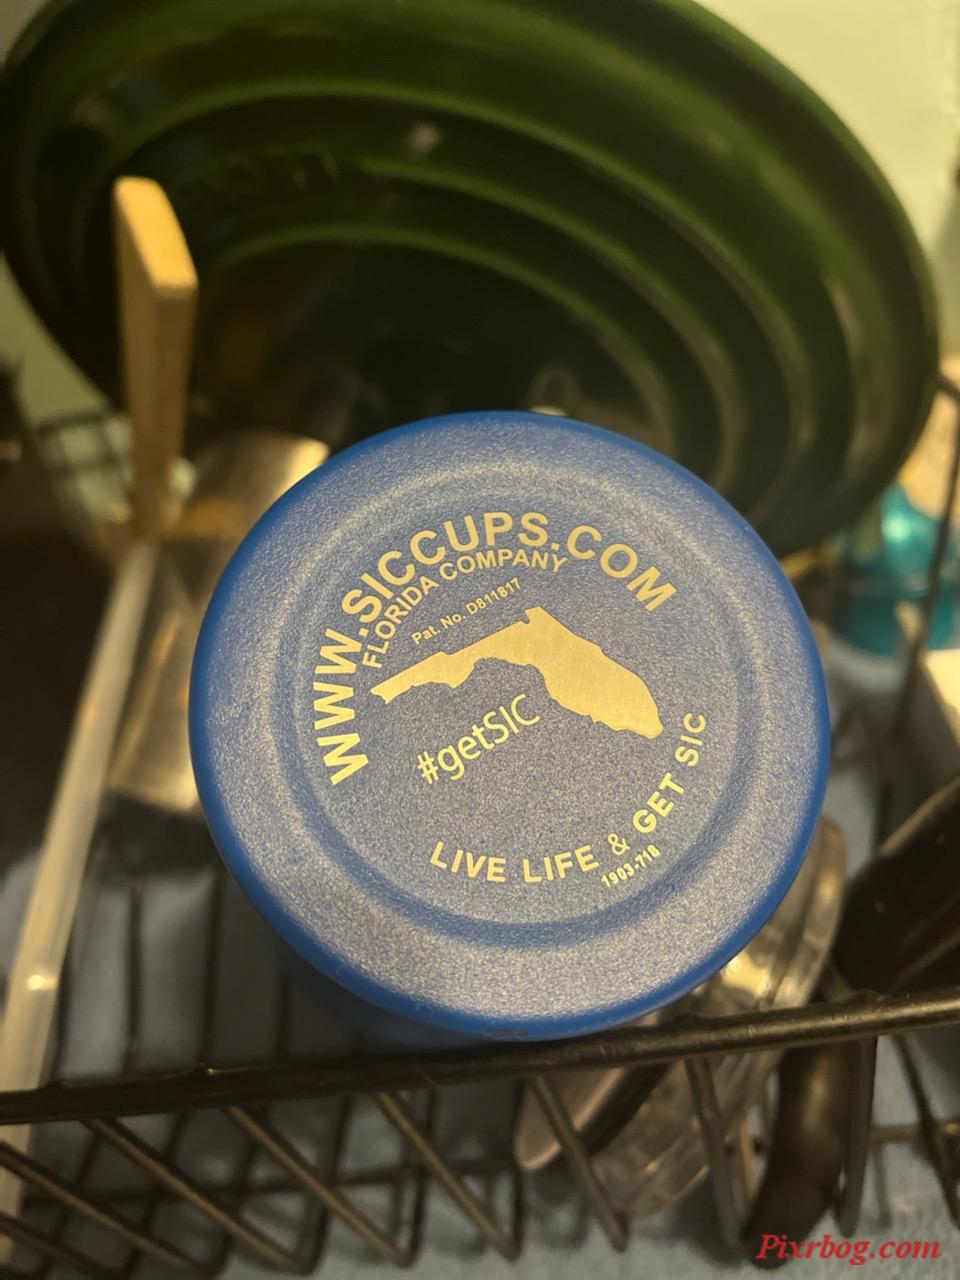 WWW.SICCUPS.COM
FLORIDA COMPANY
Pat. No. D811817
#getSIC
LIVE LIFE & GET SIC
1903-718
Pixrbog.com